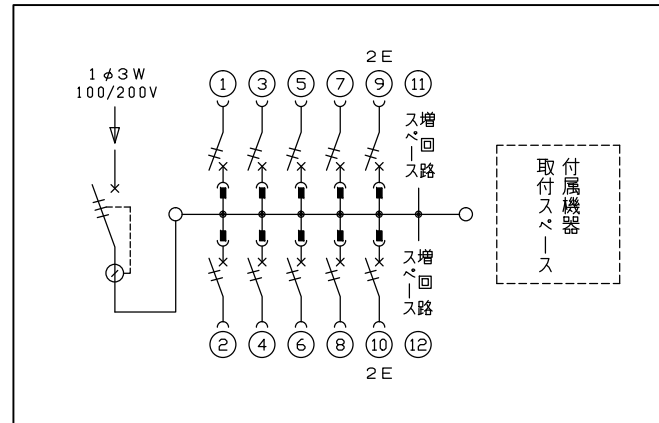 1φ3W
100/200V
2E
① ③ ⑤ ⑦ ⑨ ⑪
増回路
スペース
付属機器
取付スペース
増回路
スペース
② ④ ⑥ ⑧ ⑩ ⑫
2E